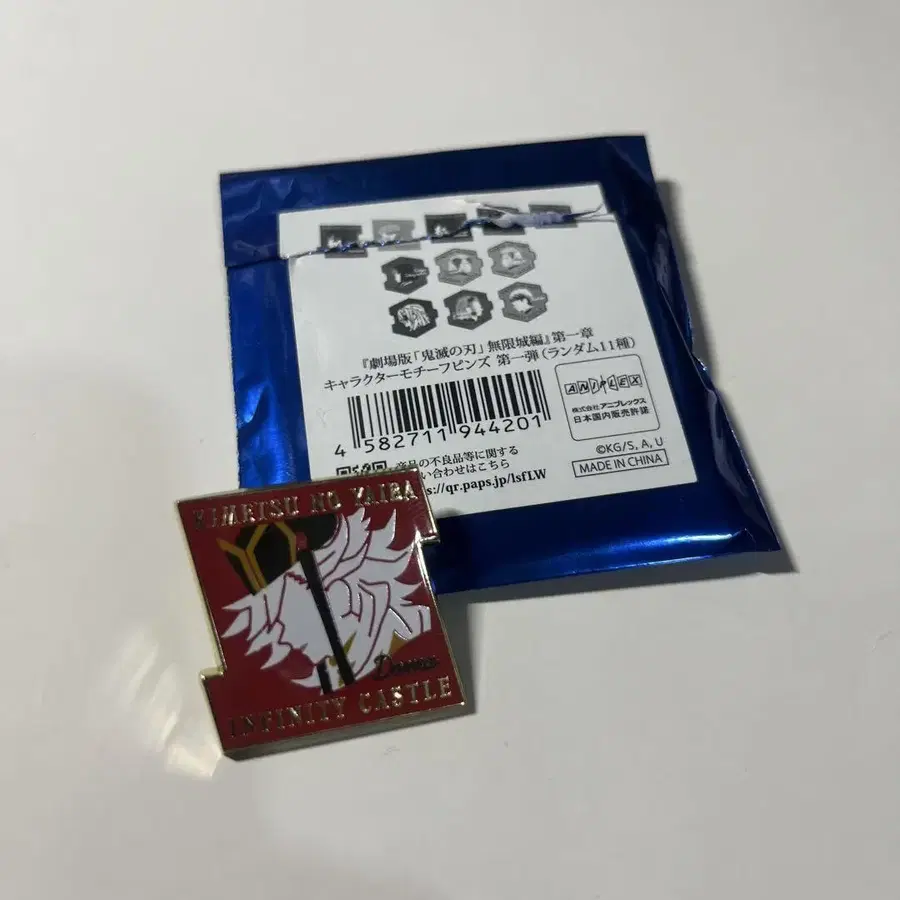 『劇場版「鬼滅の刃」無限城編』第一章
キャラクターモチーフピンズ 第一弾(ランダム11種)
4 582711 944201
ANIPLEX
株式会社アニプレックス
日本国内販売許諾
©KG/S, A, U
MADE IN CHINA
商品の不良品等に関する
い合わせはこちら
s://qr.paps.jp/lsfLW
KIMETSU NO YAIBA
Douma
INFINITY CASTLE